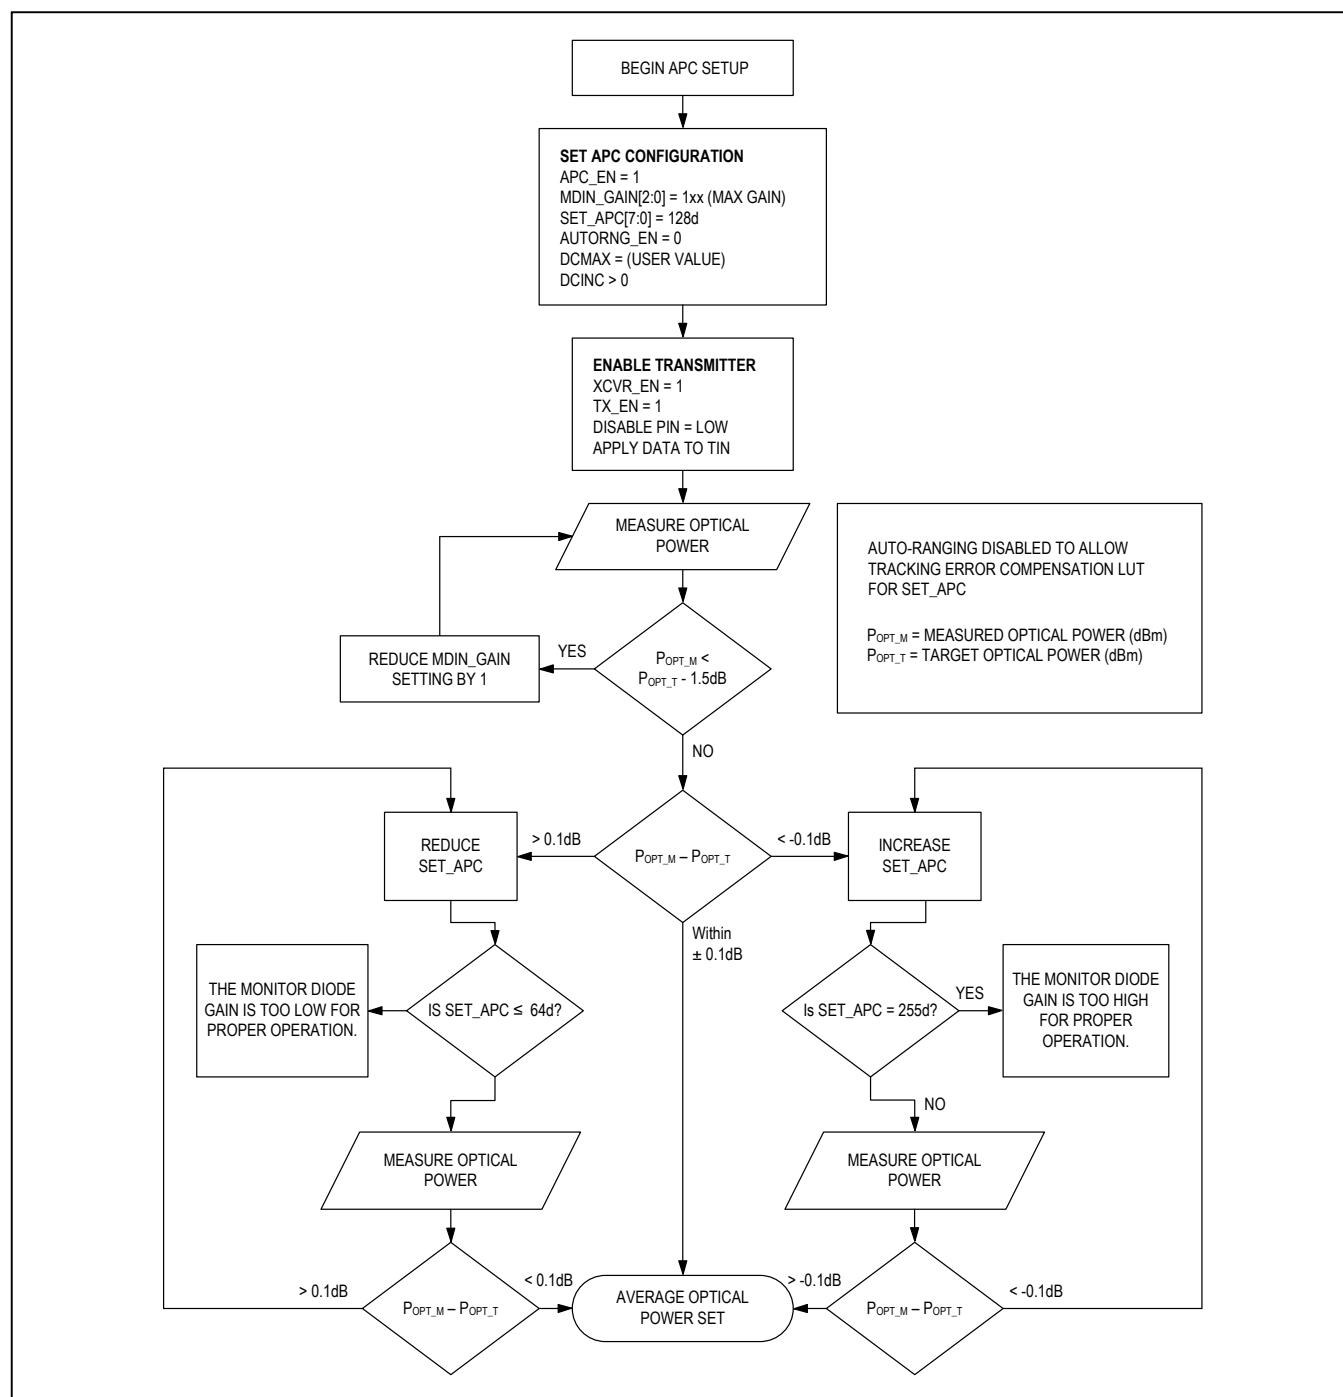 BEGIN APC SETUP
SET APC CONFIGURATION
APC_EN = 1
MDIN_GAIN[2:0] = 1xx (MAX GAIN)
SET_APC[7:0] = 128d
AUTORNG_EN = 0
DCMAX = (USER VALUE)
DCINC > 0
ENABLE TRANSMITTER
XCVR_EN = 1
TX_EN = 1
DISABLE PIN = LOW
APPLY DATA TO TIN
MEASURE OPTICAL
POWER
AUTO-RANGING DISABLED TO ALLOW
TRACKING ERROR COMPENSATION LUT
FOR SET_APC
POPT_M = MEASURED OPTICAL POWER (dBm)
POPT_T = TARGET OPTICAL POWER (dBm)
REDUCE MDIN_GAIN
SETTING BY 1
YES
POPT_M <
POPT_T - 1.5dB
NO
REDUCE
SET_APC
> 0.1dB
POPT_M – POPT_T
< -0.1dB
INCREASE
SET_APC
Within
± 0.1dB
THE MONITOR DIODE
GAIN IS TOO LOW FOR
PROPER OPERATION.
IS SET_APC ≤ 64d?
Is SET_APC = 255d?
YES
THE MONITOR DIODE
GAIN IS TOO HIGH
FOR PROPER
OPERATION.
NO
MEASURE OPTICAL
POWER
MEASURE OPTICAL
POWER
> 0.1dB
POPT_M – POPT_T
< 0.1dB
AVERAGE OPTICAL
POWER SET
> -0.1dB
POPT_M – POPT_T
< -0.1dB